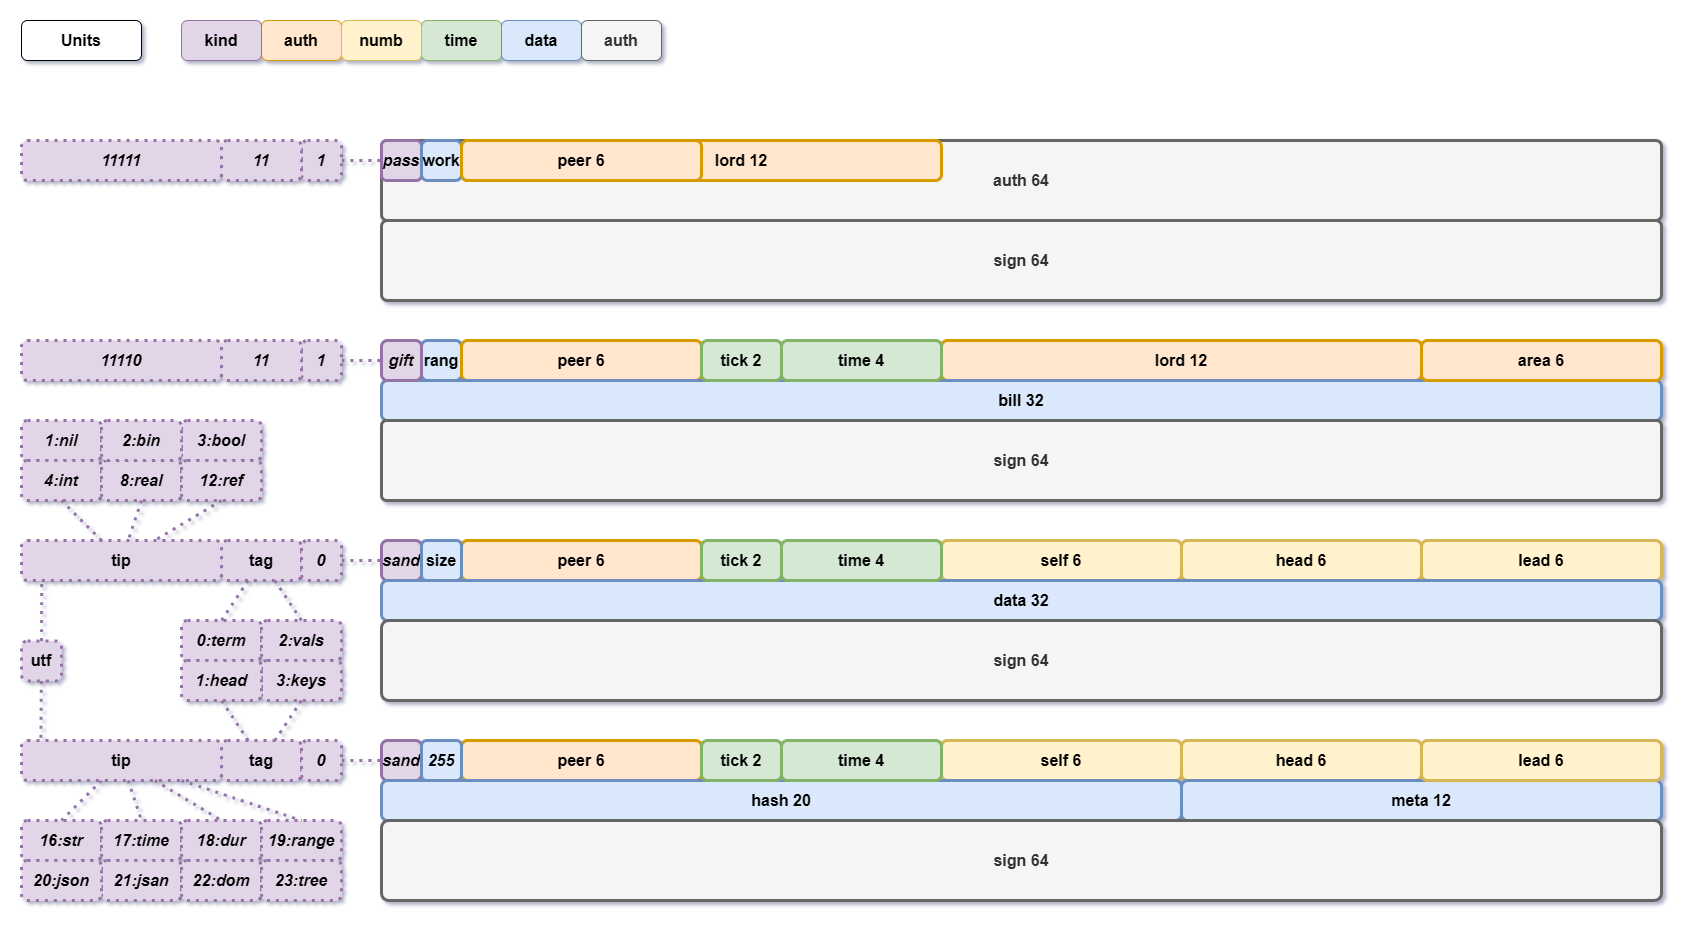 Units kind auth numb time data auth
11111 11 1 pass work peer 6 lord 12
auth 64
sign 64
11110 11 1 gift rang peer 6 tick 2 time 4 lord 12 area 6
bill 32
1:nil 2:bin 3:bool
sign 64
4:int 8:real 12:ref
tip tag 0 sand size peer 6 tick 2 time 4 self 6 head 6 lead 6
data 32
0:term 2:vals
utf
sign 64
1:head 3:keys
tip tag 0 sand 255 peer 6 tick 2 time 4 self 6 head 6 lead 6
hash 20 meta 12
16:str 17:time 18:dur 19:range
sign 64
20:json 21:jsan 22:dom 23:tree